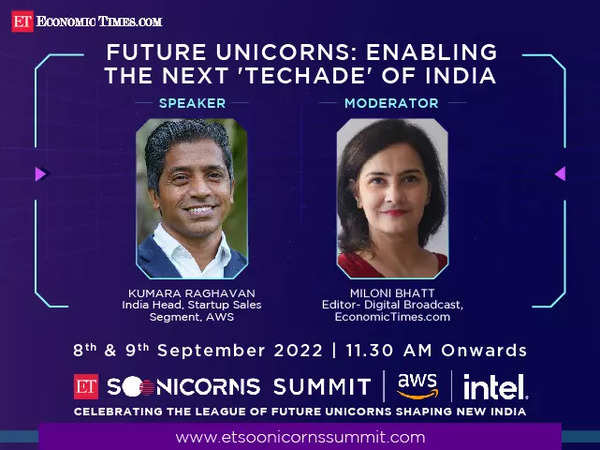 ET ECONOMICTIMES.COM
FUTURE UNICORNS: ENABLING
THE NEXT 'TECHADE' OF INDIA
SPEAKER
MODERATOR
KUMARA RAGHAVAN
India Head, Startup Sales
Segment, AWS
MILONI BHATT
Editor- Digital Broadcast,
EconomicTimes.com
8th & 9th September 2022 | 11.30 AM Onwards
ET SOONICORNS SUMMIT | aws | intel.
CELEBRATING THE LEAGUE OF FUTURE UNICORNS SHAPING NEW INDIA
www.etsoonicornssummit.com